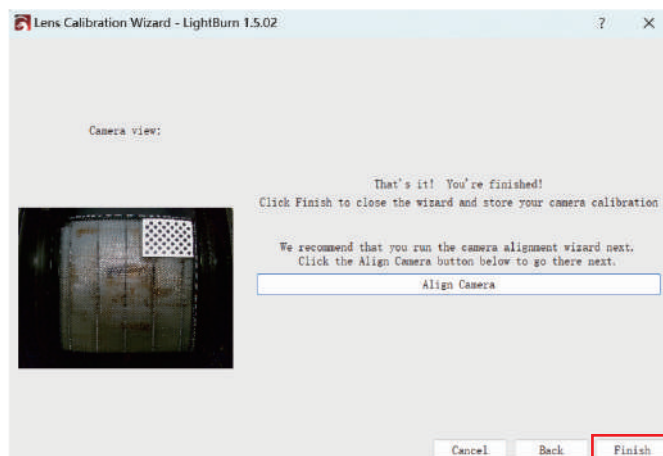 Lens Calibration Wizard - LightBurn 1.5.02
?
Camera view:
That's it! You're finished!
Click Finish to close the wizard and store your camera calibration
We recommend that you run the camera alignment wizard next.
Click the Align Camera button below to go there next.
Align Camera
Cancel Back Finish